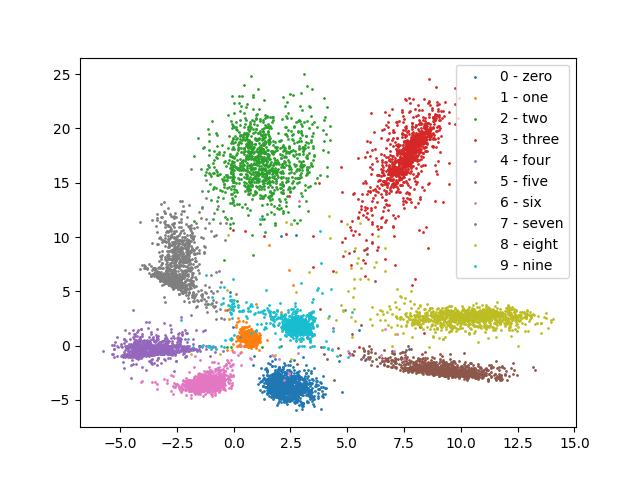 25
20
15
10
5
0
−5
−5.0
−2.5
0.0
2.5
5.0
7.5
10.0
12.5
15.0
0 - zero
1 - one
2 - two
3 - three
4 - four
5 - five
6 - six
7 - seven
8 - eight
9 - nine